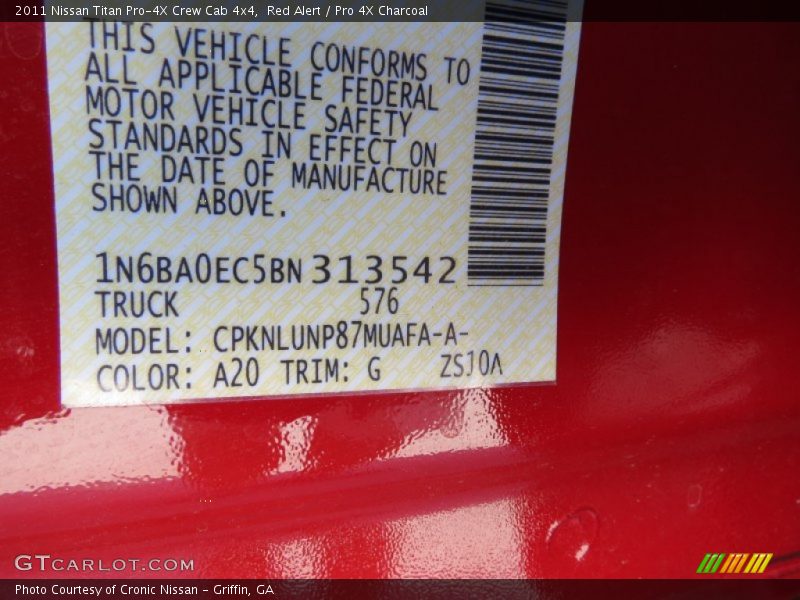 2011 Nissan Titan Pro-4X Crew Cab 4x4,  Red Alert / Pro 4X Charcoal
THIS VEHICLE CONFORMS TO
ALL APPLICABLE FEDERAL
MOTOR VEHICLE SAFETY
STANDARDS IN EFFECT ON
THE DATE OF MANUFACTURE
SHOWN ABOVE.
1N6BA0EC5BN313542
TRUCK 576
MODEL: CPKNLUNP87MUAFA-A-
COLOR: A20 TRIM: G
GTCARLOT.COM
Photo Courtesy of Cronic Nissan - Griffin, GA